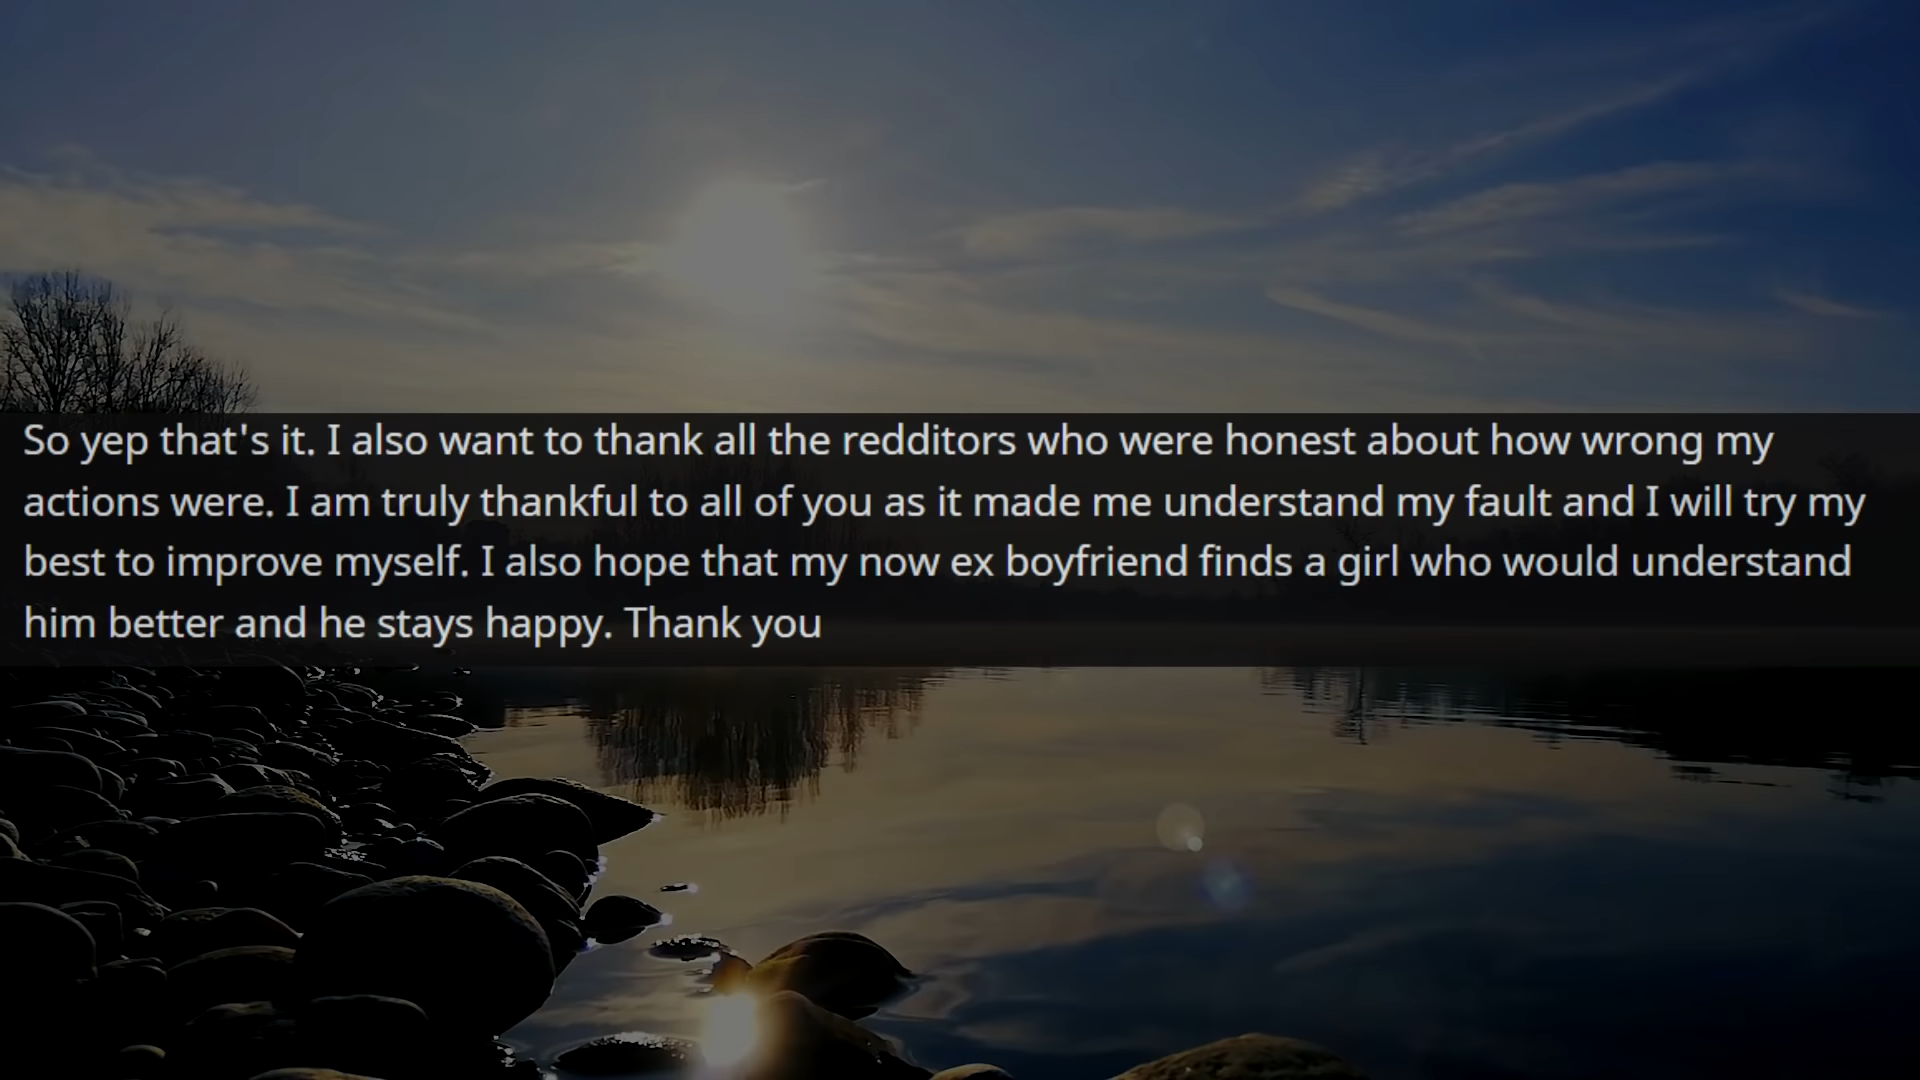 So yep that's it. I also want to thank all the redditors who were honest about how wrong my
actions were. I am truly thankful to all of you as it made me understand my fault and I will try my
best to improve myself. I also hope that my now ex boyfriend finds a girl who would understand
him better and he stays happy. Thank you